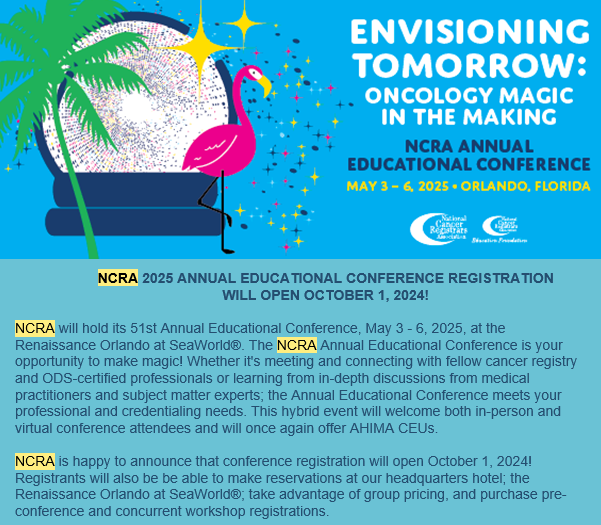 ENVISIONING
TOMORROW:
ONCOLOGY MAGIC
IN THE MAKING
NCRA ANNUAL
EDUCATIONAL CONFERENCE
MAY 3 – 6, 2025 • ORLANDO, FLORIDA
National
Cancer
Registrars
Association
National
Cancer
Registrars
Association
Education Foundation
NCRA 2025 ANNUAL EDUCATIONAL CONFERENCE REGISTRATION
WILL OPEN OCTOBER 1, 2024!
NCRA will hold its 51st Annual Educational Conference, May 3 - 6, 2025, at the
Renaissance Orlando at SeaWorld®. The NCRA Annual Educational Conference is your
opportunity to make magic! Whether it's meeting and connecting with fellow cancer registry
and ODS-certified professionals or learning from in-depth discussions from medical
practitioners and subject matter experts; the Annual Educational Conference meets your
professional and credentialing needs. This hybrid event will welcome both in-person and
virtual conference attendees and will once again offer AHIMA CEUs.
NCRA is happy to announce that conference registration will open October 1, 2024!
Registrants will also be be able to make reservations at our headquarters hotel; the
Renaissance Orlando at SeaWorld®; take advantage of group pricing, and purchase pre-
conference and concurrent workshop registrations.